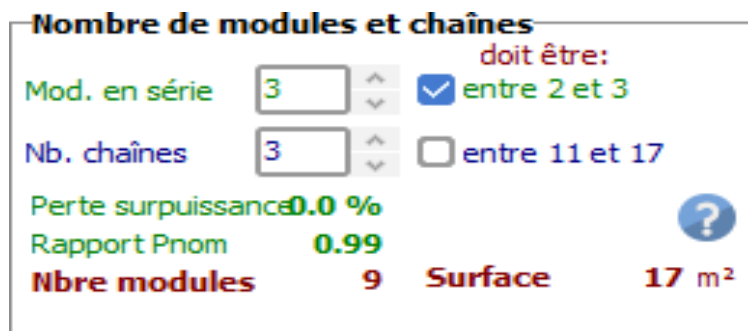 Nombre de modules et chaînes
doit être:
Mod. en série 3 entre 2 et 3
Nb. chaînes 3 entre 11 et 17
Perte surpuissance 0.0 %
Rapport Pnom 0.99
?
Nbre modules 9 Surface 17 m²